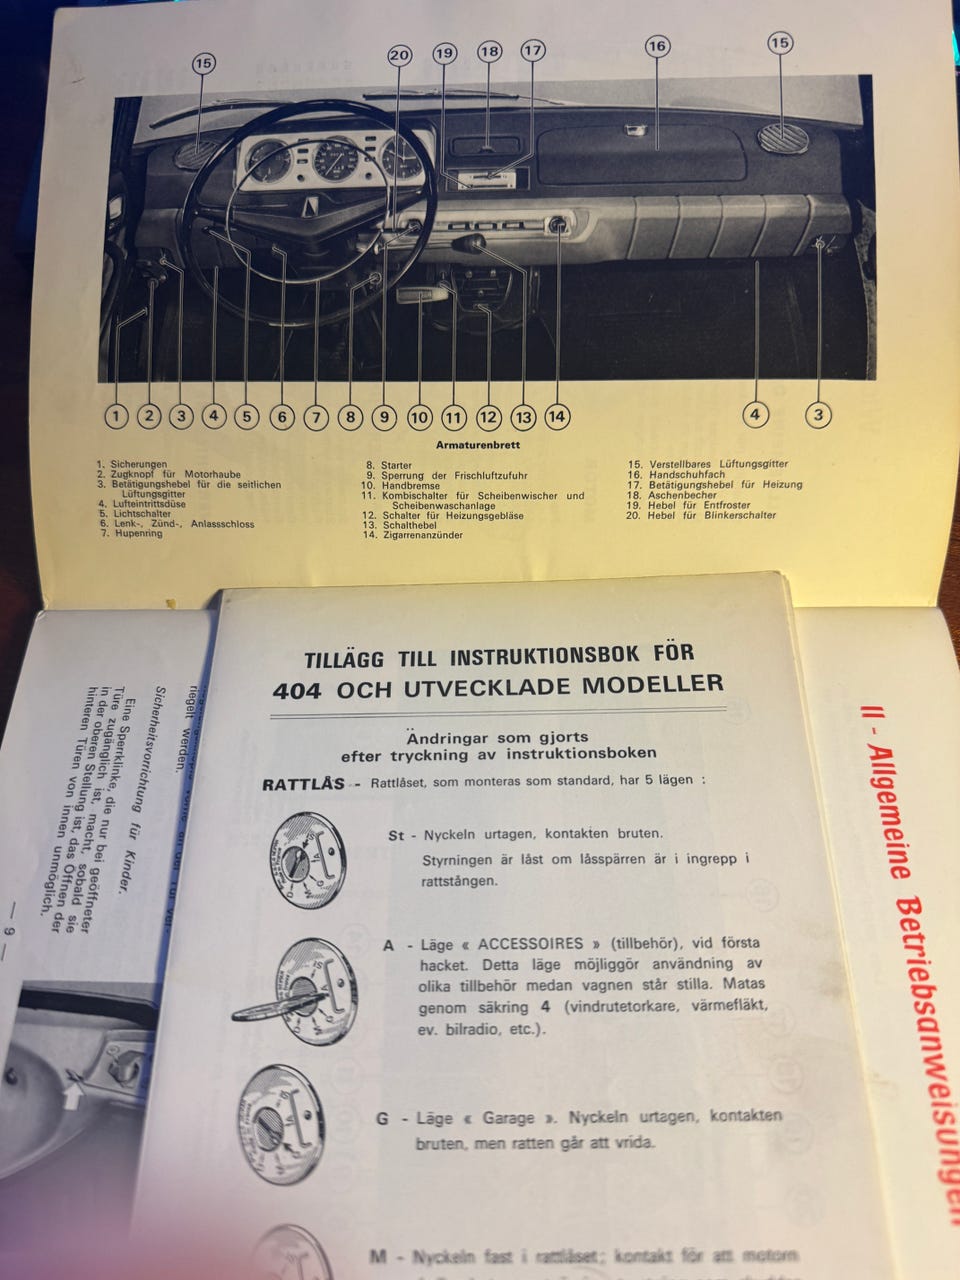 15
20
19
18
17
16
15
1
2
3
4
5
6
7
8
9
10
11
12
13
14
4
3
Armaturenbrett
1. Sicherungen
2. Zugknopf für Motorhaube
3. Betätigungshebel für die seitlichen
Lüftungsgitter
4. Lufteintrittsdüse
5. Lichtschalter
6. Lenk-, Zünd-, Anlassschloss
7. Hupenring
8. Starter
9. Sperrung der Frischluftzufuhr
10. Handbremse
11. Kombischalter für Scheibenwischer und
Scheibenwaschanlage
12. Schalter für Heizungsgebläse
13. Schalthebel
14. Zigarrenanzünder
15. Verstellbares Lüftungsgitter
16. Handschuhfach
17. Betätigungshebel für Heizung
18. Aschenbecher
19. Hebel für Entfroster
20. Hebel für Blinkerschalter
riegelt werden.
Sicherheitsvorrichtung für Kinder.
Eine Sperrklinke, die nur bei geöffneter
Türe zugänglich ist, macht, sobald sie
in der oberen Stellung ist, das Öffnen der
hinteren Türen von innen unmöglich.
— 9 —
TILLÄGG TILL INSTRUKTIONSBOK FÖR
404 OCH UTVECKLADE MODELLER
Ändringar som gjorts
efter tryckning av instruktionsboken
RATTLÅS - Rattlåset, som monteras som standard, har 5 lägen :
St - Nyckeln urtagen, kontakten bruten.
Styrningen är låst om låsspärren är i ingrepp i
rattstången.
A - Läge « ACCESSOIRES » (tillbehör), vid första
hacket. Detta läge möjliggör användning av
olika tillbehör medan vagnen står stilla. Matas
genom säkring 4 (vindrutetorkare, värmefläkt,
ev. bilradio, etc.).
G - Läge « Garage ». Nyckeln urtagen, kontakten
bruten, men ratten går att vrida.
M - Nyckeln fast i rattlåset; kontakt för att motorn
II - Allgemeine Betriebsanweisungen